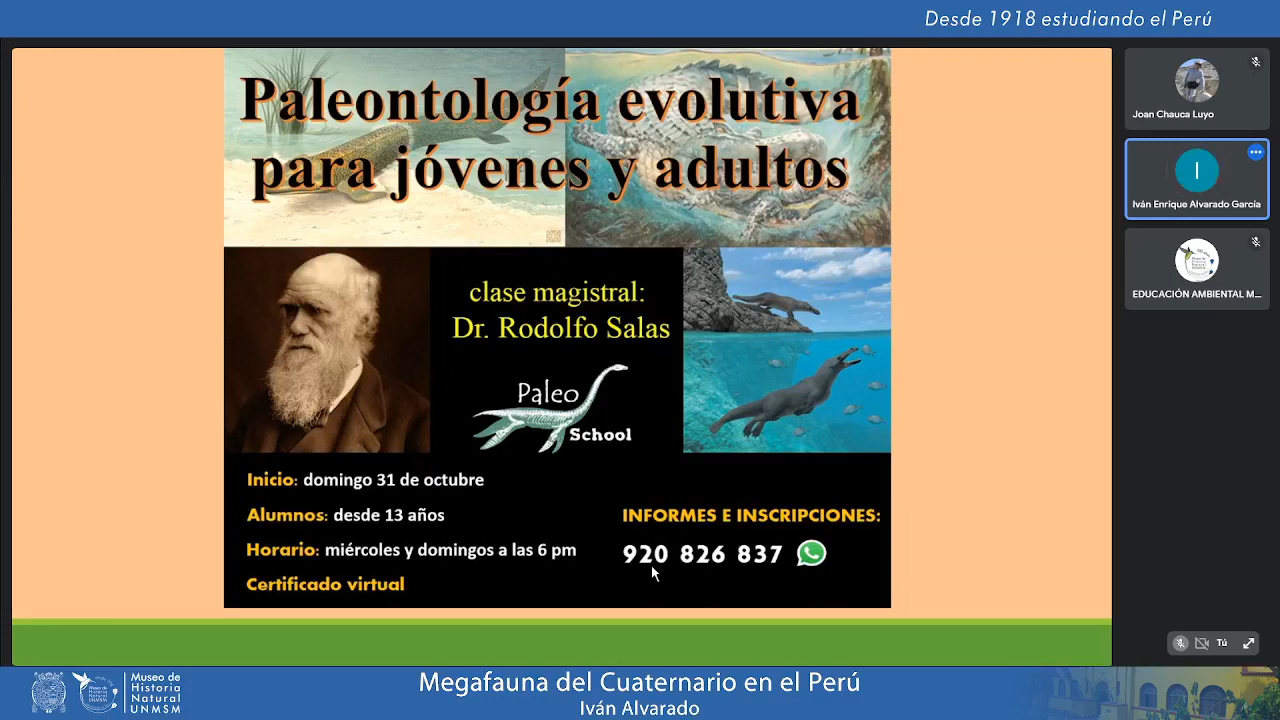 Desde 1918 estudiando el Perú
Paleontología evolutiva
para jóvenes y adultos
clase magistral:
Dr. Rodolfo Salas
Paleo
School
Inicio: domingo 31 de octubre
Alumnos: desde 13 años
Horario: miércoles y domingos a las 6 pm
Certificado virtual
INFORMES E INSCRIPCIONES:
920 826 837
Joan Chauca Luyo
I
Iván Enrique Alvarado García
EDUCACIÓN AMBIENTAL M...
Tú
Museo de
Historia
Natural
UNMSM
Megafauna del Cuaternario en el Perú
Iván Alvarado